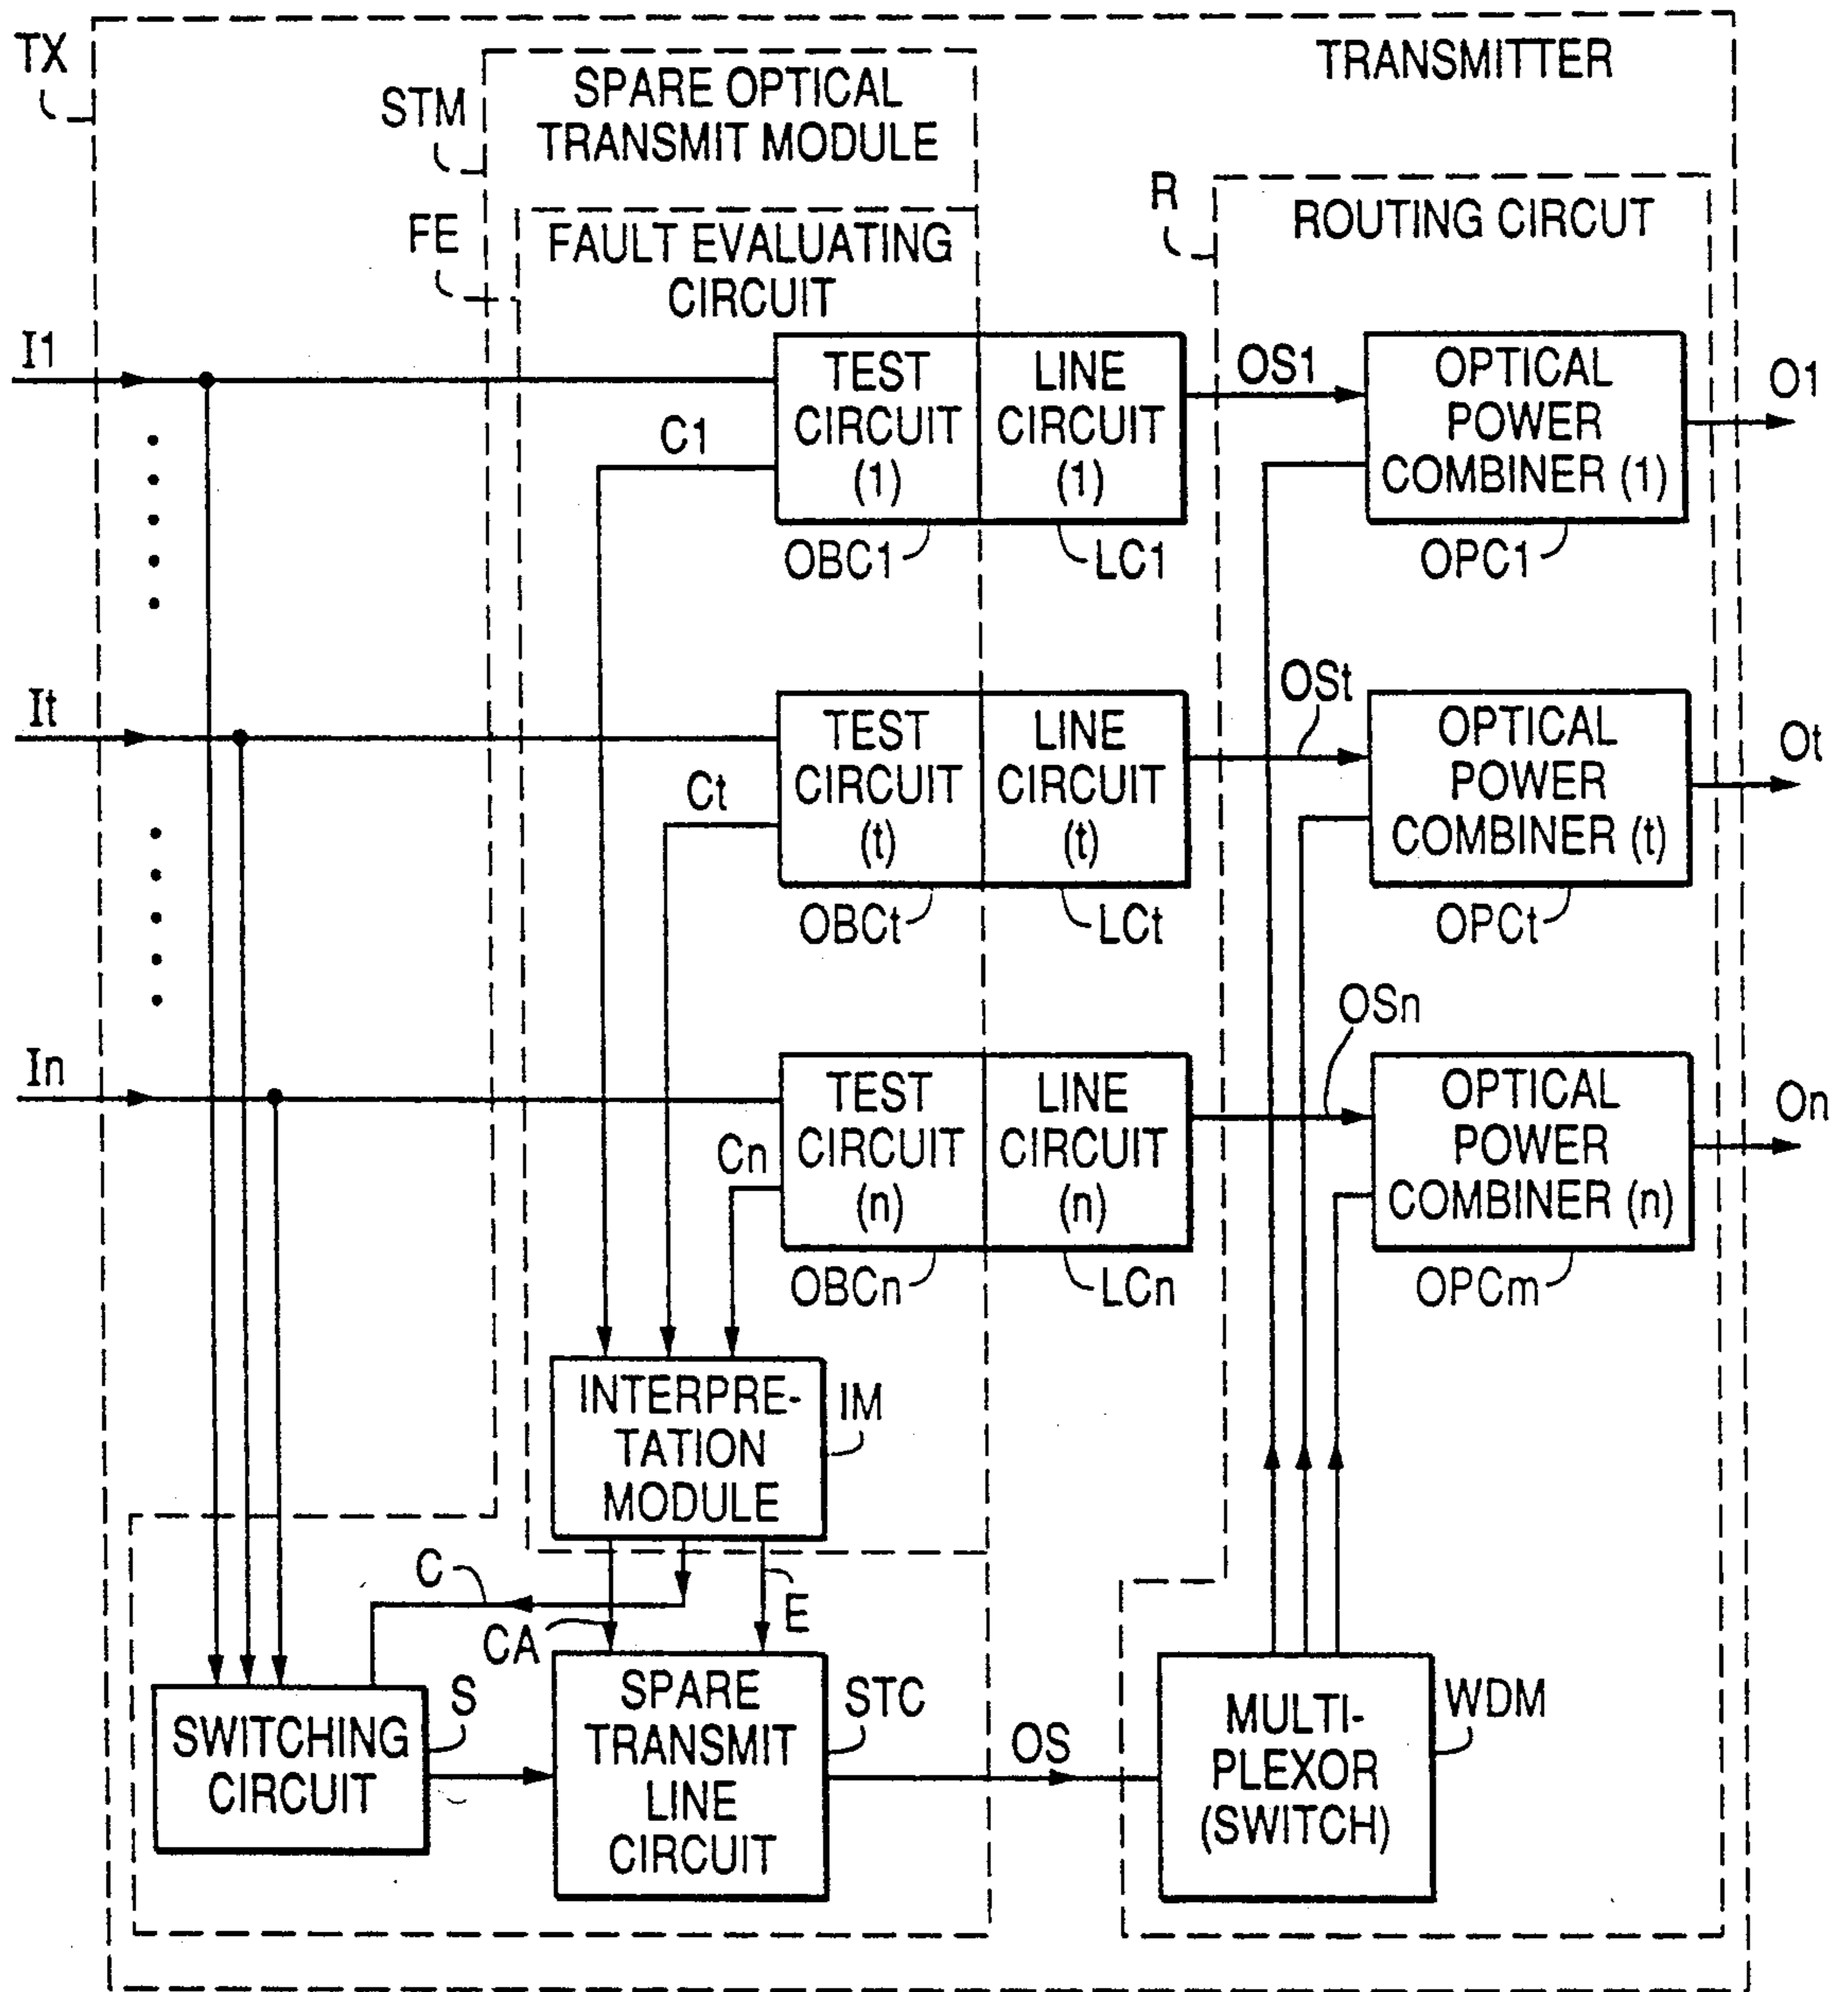 TX
TRANSMITTER
STM
SPARE OPTICAL
TRANSMIT MODULE
R
ROUTING CIRCUT
FE
FAULT EVALUATING
CIRCUIT
I1
C1
TEST
CIRCUIT
(1)
LINE
CIRCUIT
(1)
OS1
OPTICAL
POWER
COMBINER (1)
O1
OBC1
LC1
OPC1
It
Ct
TEST
CIRCUIT
(t)
LINE
CIRCUIT
(t)
OSt
OPTICAL
POWER
COMBINER (t)
Ot
OBCt
LCt
OPCt
In
Cn
TEST
CIRCUIT
(n)
LINE
CIRCUIT
(n)
OSn
OPTICAL
POWER
COMBINER (n)
On
OBCn
LCn
OPCm
INTERPRE-
TATION
MODULE
IM
C
CA
E
SWITCHING
CIRCUIT
S
SPARE
TRANSMIT
LINE
CIRCUIT
STC
OS
MULTI-
PLEXOR
(SWITCH)
WDM